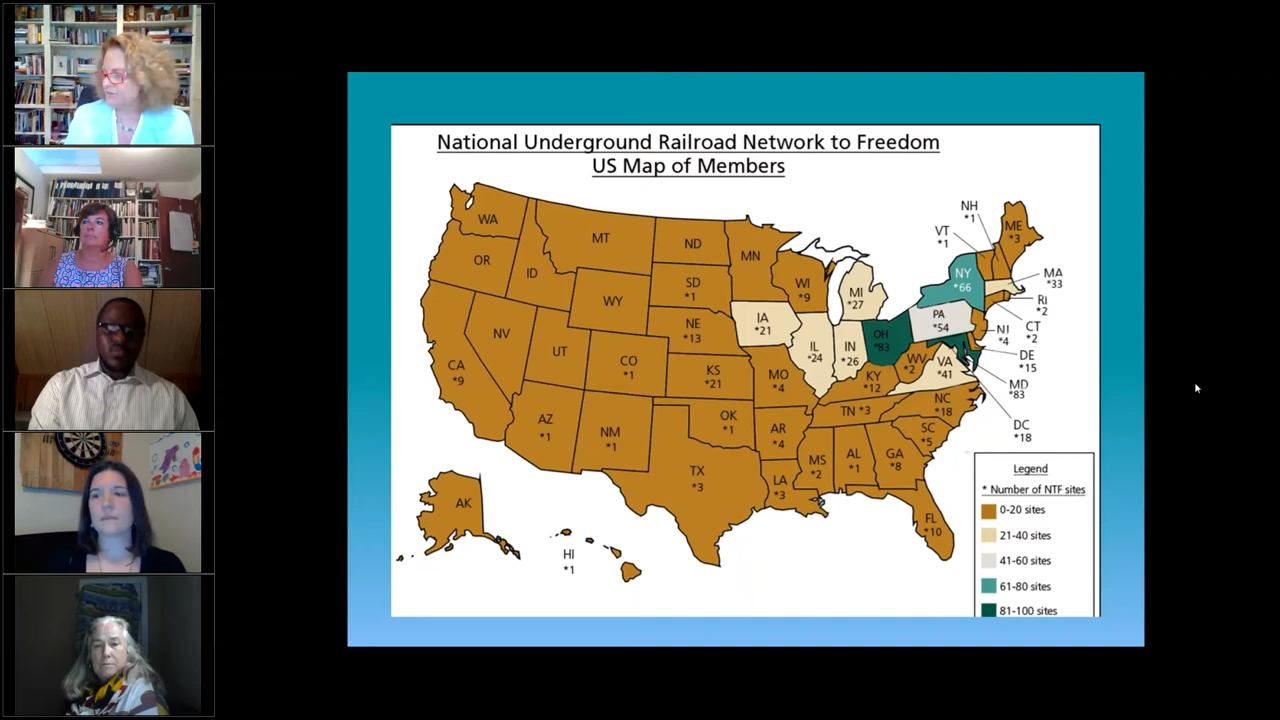 National Underground Railroad Network to Freedom
US Map of Members
WA
OR
ID
MT
ND
MN
SD
*1
WY
NE
*13
IA
*21
WI
*9
MI
*27
NV
UT
CO
*1
KS
*21
MO
*4
IL
*24
IN
*26
OH
*83
KY
*12
WV
*2
VA
*41
PA
*54
NY
*66
VT
*1
NH
*1
ME
*3
MA
*33
Ri
*2
CT
*2
NJ
*4
DE
*15
MD
*83
DC
*18
CA
*9
AZ
*1
NM
*1
OK
*1
TX
*3
AR
*4
LA
*3
MS
*2
AL
*1
GA
*8
TN *3
NC
*18
SC
*5
FL
*10
AK
HI
*1
Legend
* Number of NTF sites
0-20 sites
21-40 sites
41-60 sites
61-80 sites
81-100 sites